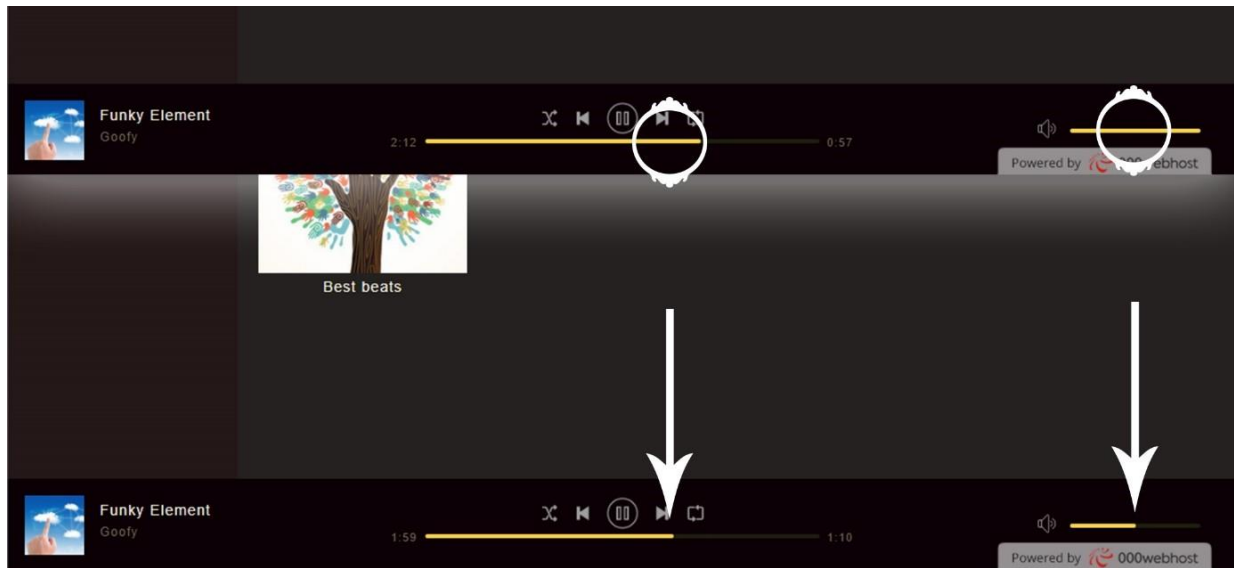 Funky Element
Goofy
2:12 0:57
Powered by 000webhost
Best beats
Funky Element
Goofy
1:59 1:10
Powered by 000webhost